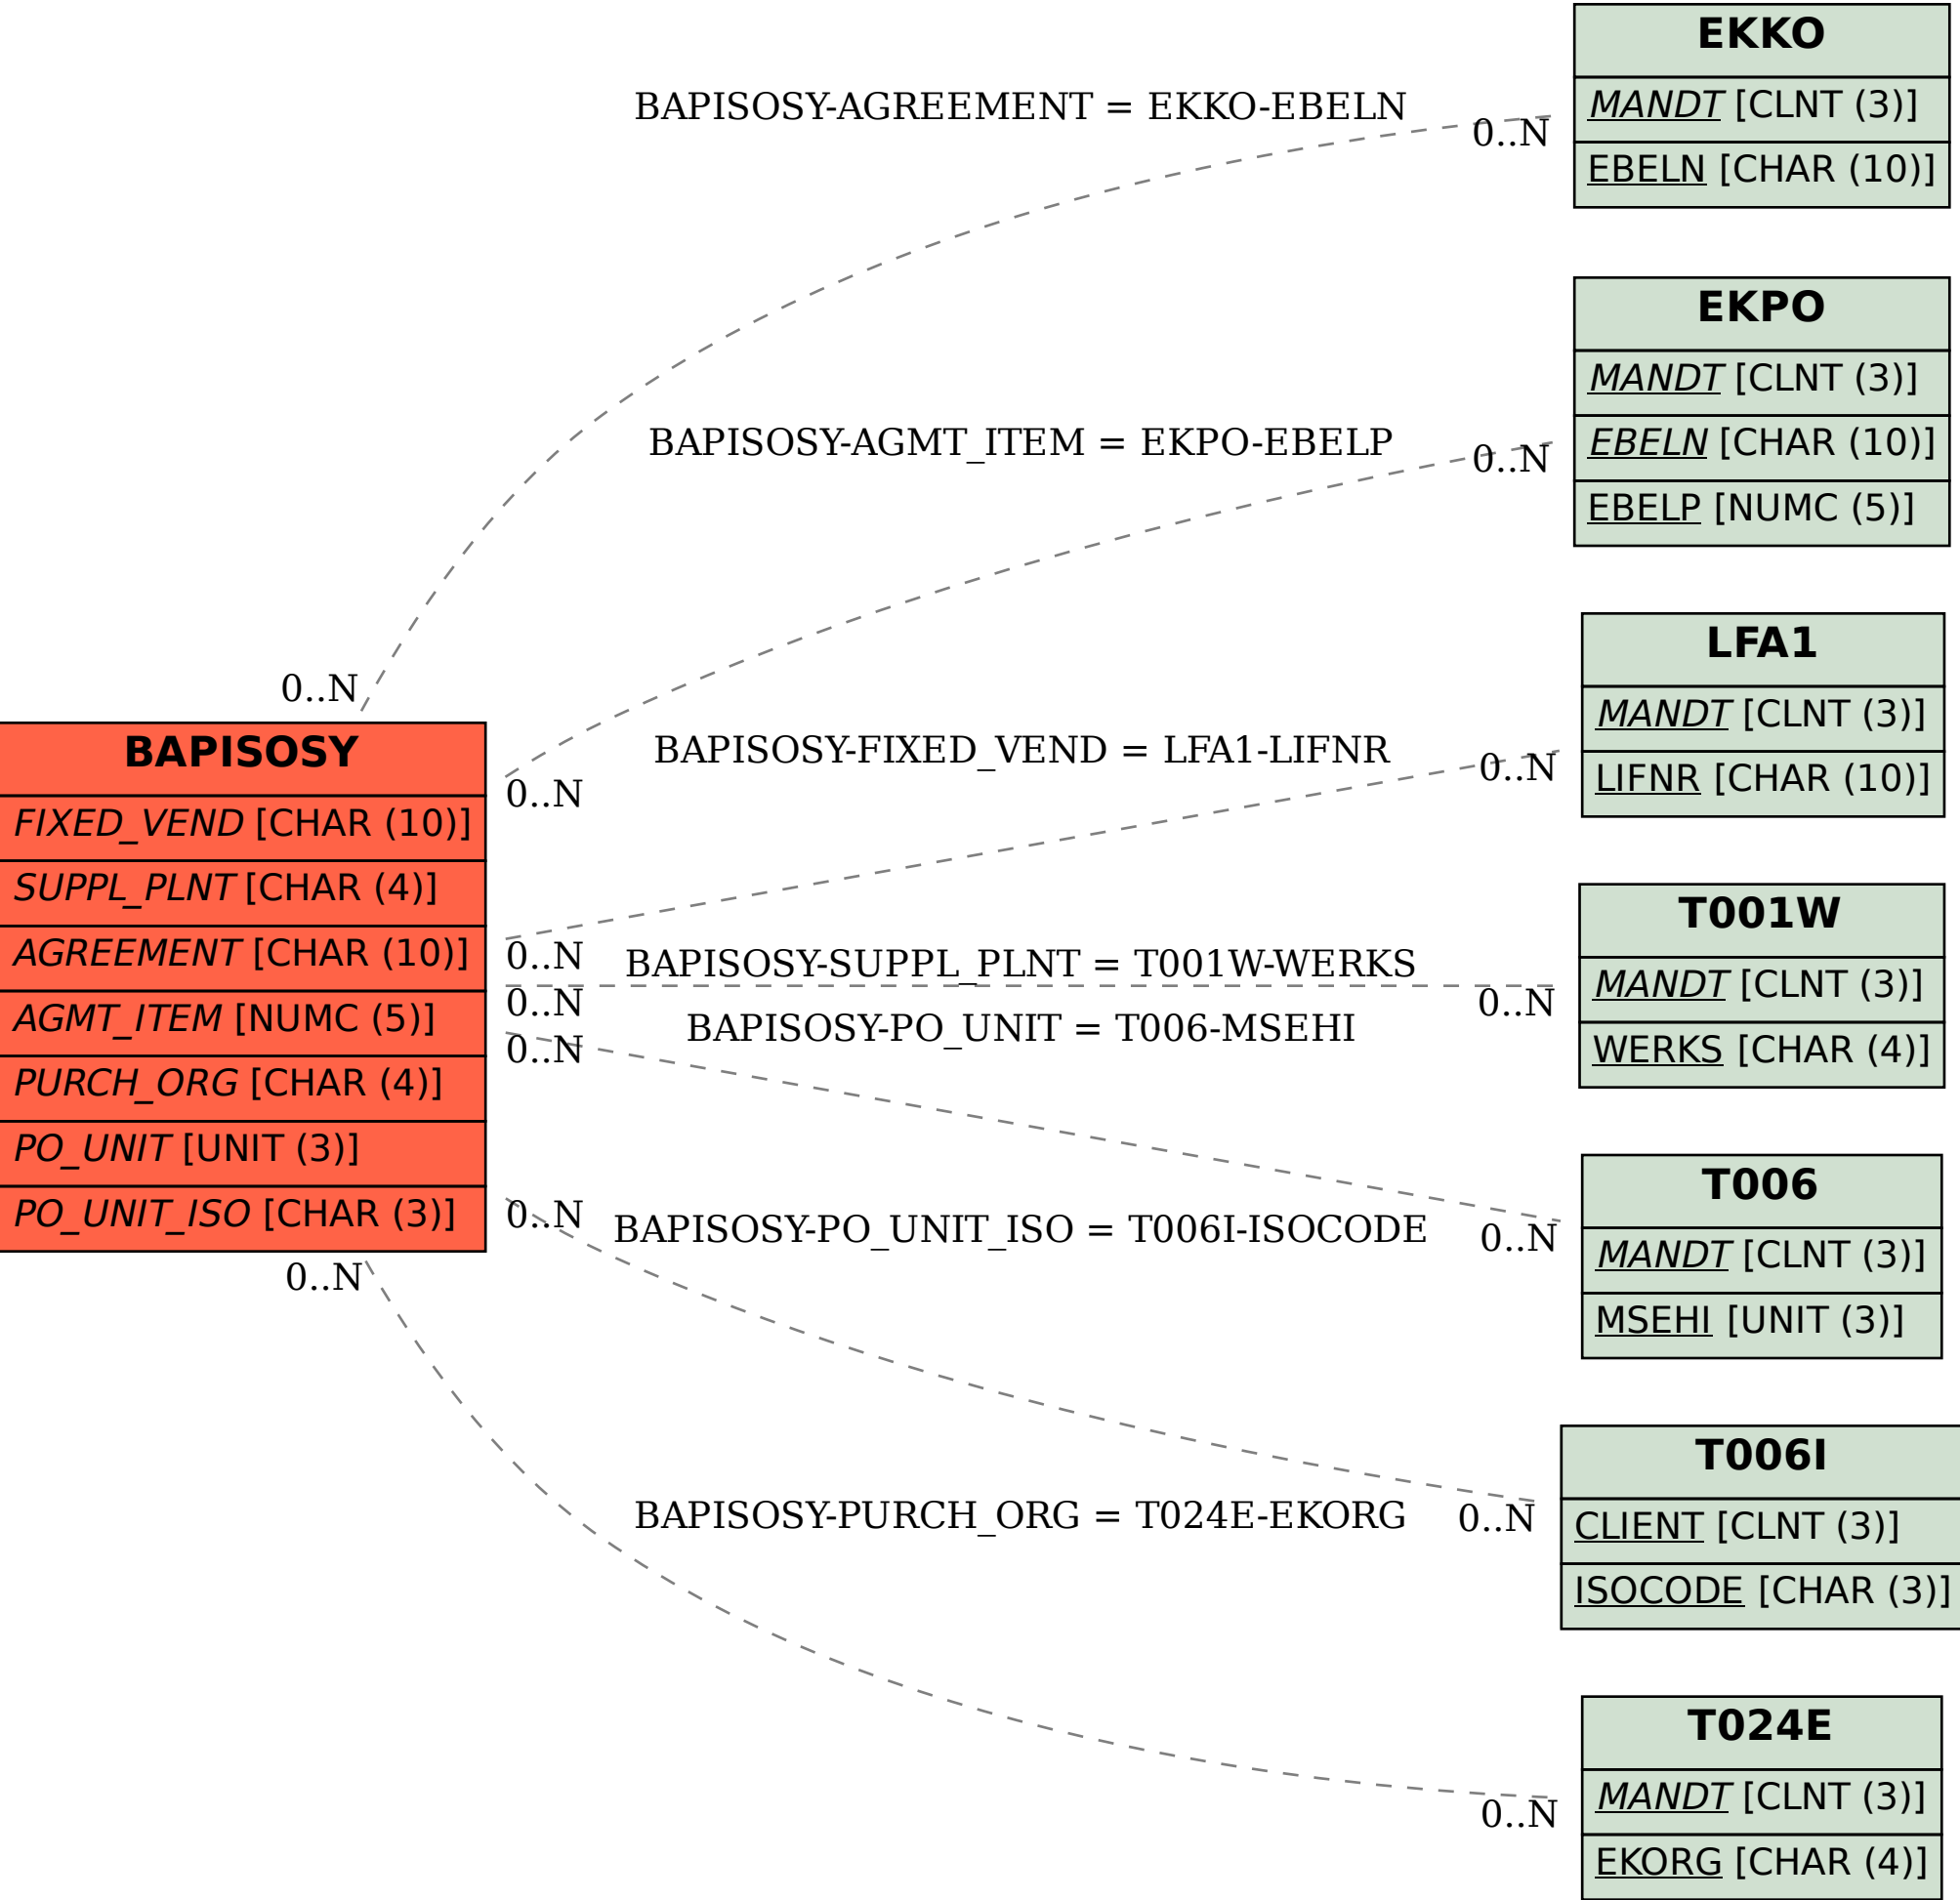 EKKO
MANDT [CLNT (3)]
EBELN [CHAR (10)]
BAPISOSY-AGREEMENT = EKKO-EBELN
0..N
0..N
EKPO
MANDT [CLNT (3)]
EBELN [CHAR (10)]
EBELP [NUMC (5)]
BAPISOSY-AGMT_ITEM = EKPO-EBELP
0..N
0..N
LFA1
MANDT [CLNT (3)]
LIFNR [CHAR (10)]
BAPISOSY-FIXED_VEND = LFA1-LIFNR
0..N
0..N
BAPISOSY
FIXED_VEND [CHAR (10)]
SUPPL_PLNT [CHAR (4)]
AGREEMENT [CHAR (10)]
AGMT_ITEM [NUMC (5)]
PURCH_ORG [CHAR (4)]
PO_UNIT [UNIT (3)]
PO_UNIT_ISO [CHAR (3)]
T001W
MANDT [CLNT (3)]
WERKS [CHAR (4)]
BAPISOSY-SUPPL_PLNT = T001W-WERKS
0..N
0..N
BAPISOSY-PO_UNIT = T006-MSEHI
0..N
0..N
T006
MANDT [CLNT (3)]
MSEHI [UNIT (3)]
BAPISOSY-PO_UNIT_ISO = T006I-ISOCODE
0..N
0..N
T006I
CLIENT [CLNT (3)]
ISOCODE [CHAR (3)]
BAPISOSY-PURCH_ORG = T024E-EKORG
0..N
0..N
T024E
MANDT [CLNT (3)]
EKORG [CHAR (4)]